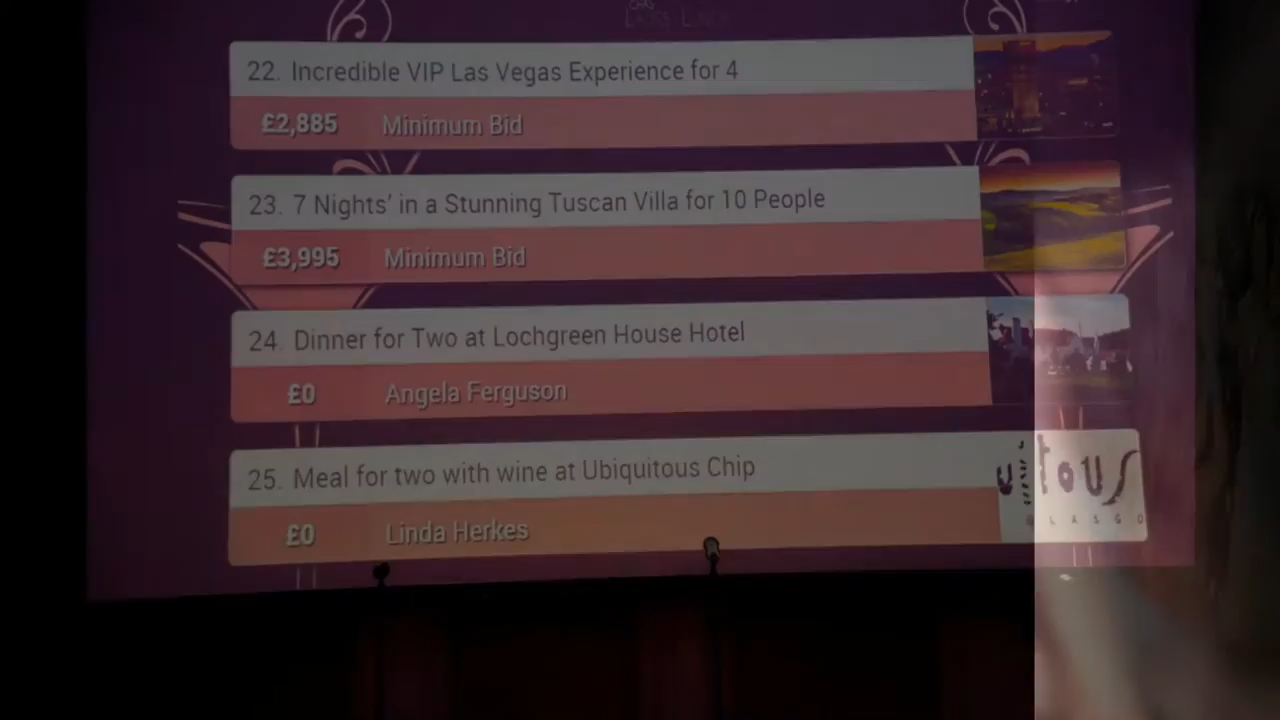 22. Incredible VIP Las Vegas Experience for 4
£2,885 Minimum Bid
23. 7 Nights' in a Stunning Tuscan Villa for 10 People
£3,995 Minimum Bid
24. Dinner for Two at Lochgreen House Hotel
£0 Angela Ferguson
25. Meal for two with wine at Ubiquitous Chip
£0 Linda Herkes